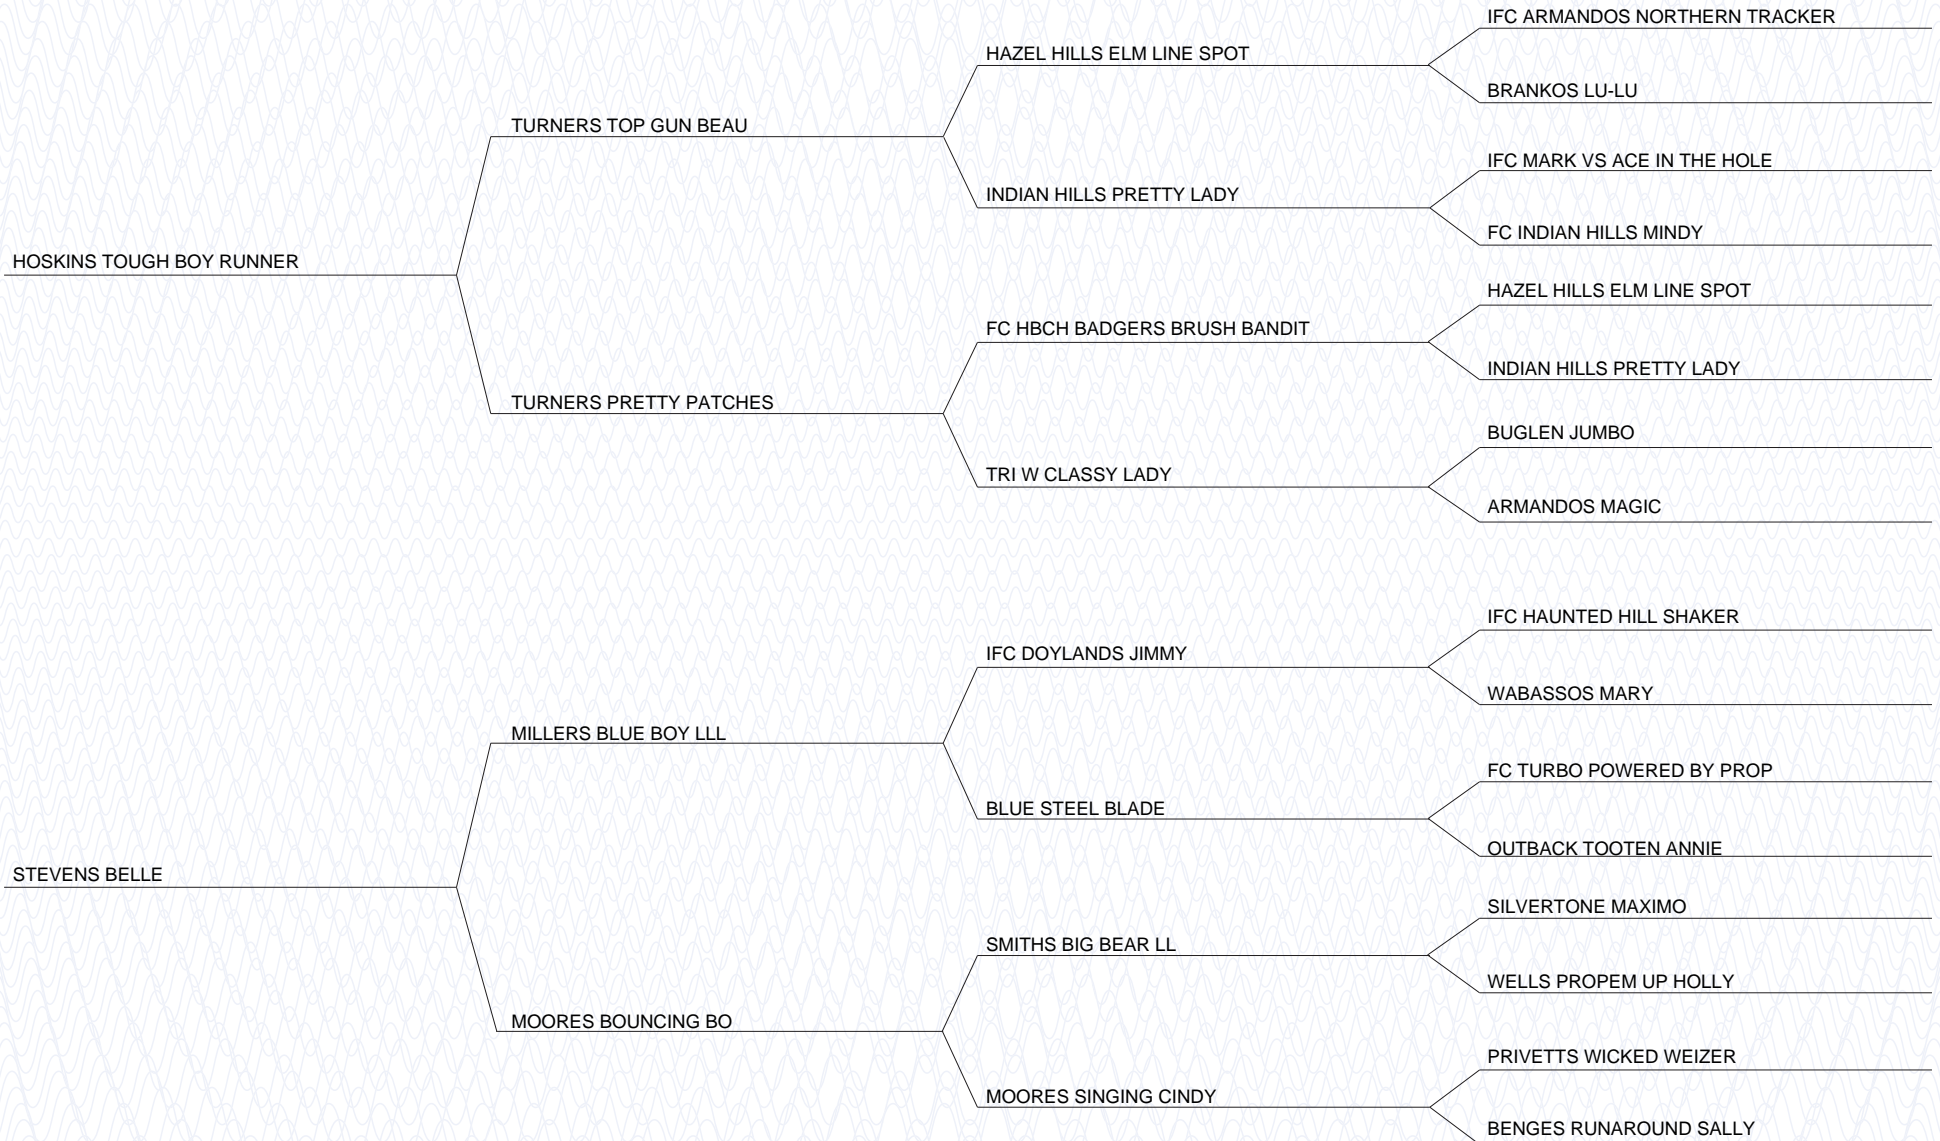 IFC ARMANDOS NORTHERN TRACKER
HAZEL HILLS ELM LINE SPOT
BRANKOS LU-LU
TURNERS TOP GUN BEAU
IFC MARK VS ACE IN THE HOLE
INDIAN HILLS PRETTY LADY
FC INDIAN HILLS MINDY
HOSKINS TOUGH BOY RUNNER
HAZEL HILLS ELM LINE SPOT
FC HBCH BADGERS BRUSH BANDIT
INDIAN HILLS PRETTY LADY
TURNERS PRETTY PATCHES
BUGLEN JUMBO
TRI W CLASSY LADY
ARMANDOS MAGIC
IFC HAUNTED HILL SHAKER
IFC DOYLANDS JIMMY
WABASSOS MARY
MILLERS BLUE BOY LLL
FC TURBO POWERED BY PROP
BLUE STEEL BLADE
OUTBACK TOOTEN ANNIE
STEVENS BELLE
SILVERTONE MAXIMO
SMITHS BIG BEAR LL
WELLS PROPEM UP HOLLY
MOORES BOUNCING BO
PRIVETTS WICKED WEIZER
MOORES SINGING CINDY
BENGES RUNAROUND SALLY